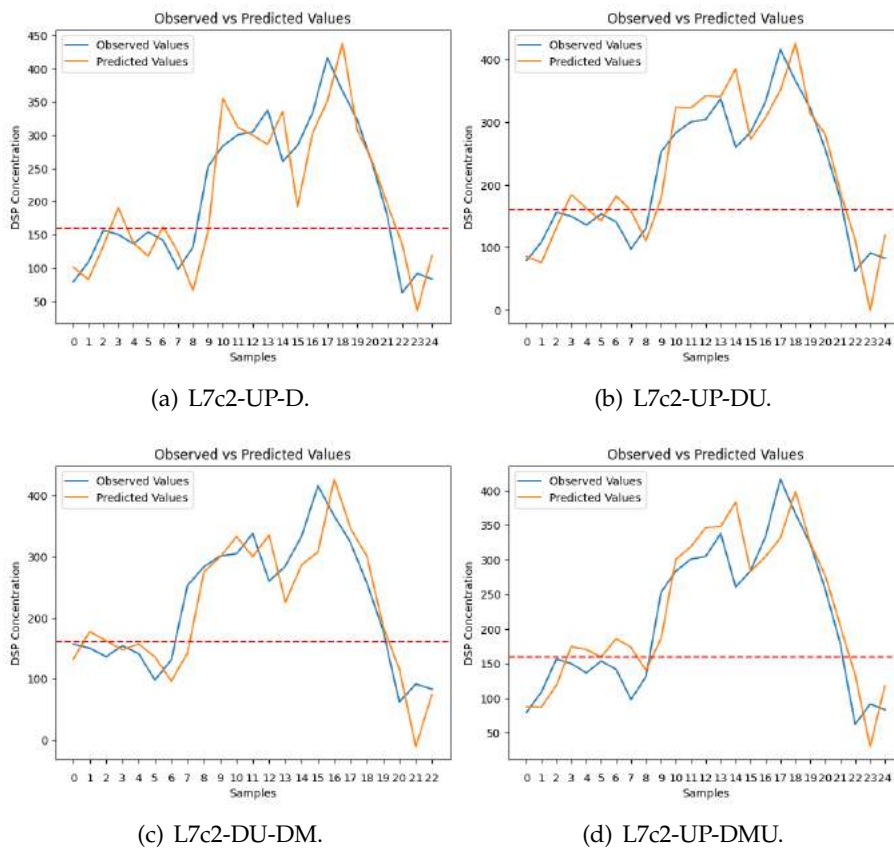 Observed vs Predicted Values
Observed Values
Predicted Values
450
400
350
300
250
200
150
100
50
DSP Concentration
0 1 2 3 4 5 6 7 8 9 10 11 12 13 14 15 16 17 18 19 20 21 22 23 24
Samples
(a) L7c2-UP-D.
Observed vs Predicted Values
Observed Values
Predicted Values
400
300
200
100
0
DSP Concentration
0 1 2 3 4 5 6 7 8 9 10 11 12 13 14 15 16 17 18 19 20 21 22 23 24
Samples
(b) L7c2-UP-DU.
Observed vs Predicted Values
Observed Values
Predicted Values
400
300
200
100
0
DSP Concentration
0 1 2 3 4 5 6 7 8 9 10 11 12 13 14 15 16 17 18 19 20 21 22
Samples
(c) L7c2-DU-DM.
Observed vs Predicted Values
Observed Values
Predicted Values
400
350
300
250
200
150
100
50
DSP Concentration
0 1 2 3 4 5 6 7 8 9 10 11 12 13 14 15 16 17 18 19 20 21 22 23 24
Samples
(d) L7c2-UP-DMU.